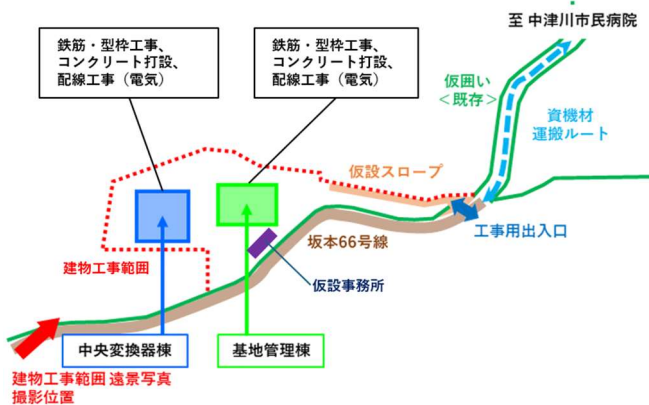 至 中津川市民病院
鉄筋・型枠工事、
コンクリート打設、
配線工事（電気）
鉄筋・型枠工事、
コンクリート打設、
配線工事（電気）
仮囲い
＜既存＞
資機材
運搬ルート
仮設スロープ
工事用出入口
坂本66号線
建物工事範囲
仮設事務所
中央変換器棟
基地管理棟
建物工事範囲 遠景写真
撮影位置